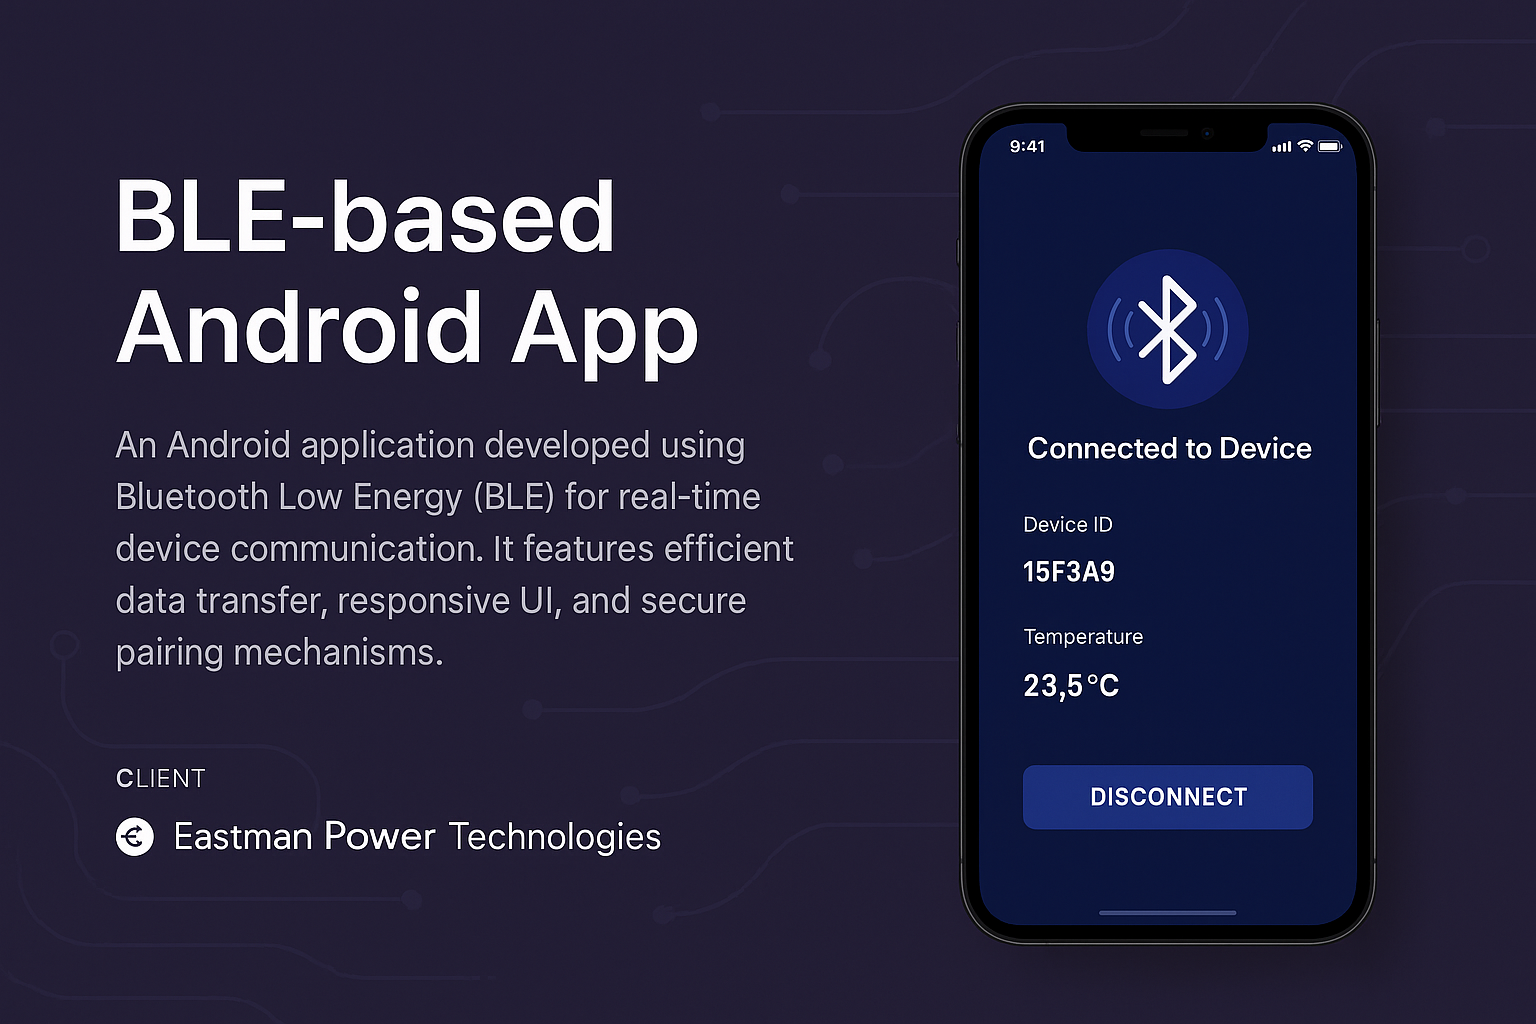 BLE-based
Android App
An Android application developed using
Bluetooth Low Energy (BLE) for real-time
device communication. It features efficient
data transfer, responsive UI, and secure
pairing mechanisms.
CLIENT
Eastman Power Technologies
9:41
Connected to Device
Device ID
15F3A9
Temperature
23,5 °C
DISCONNECT